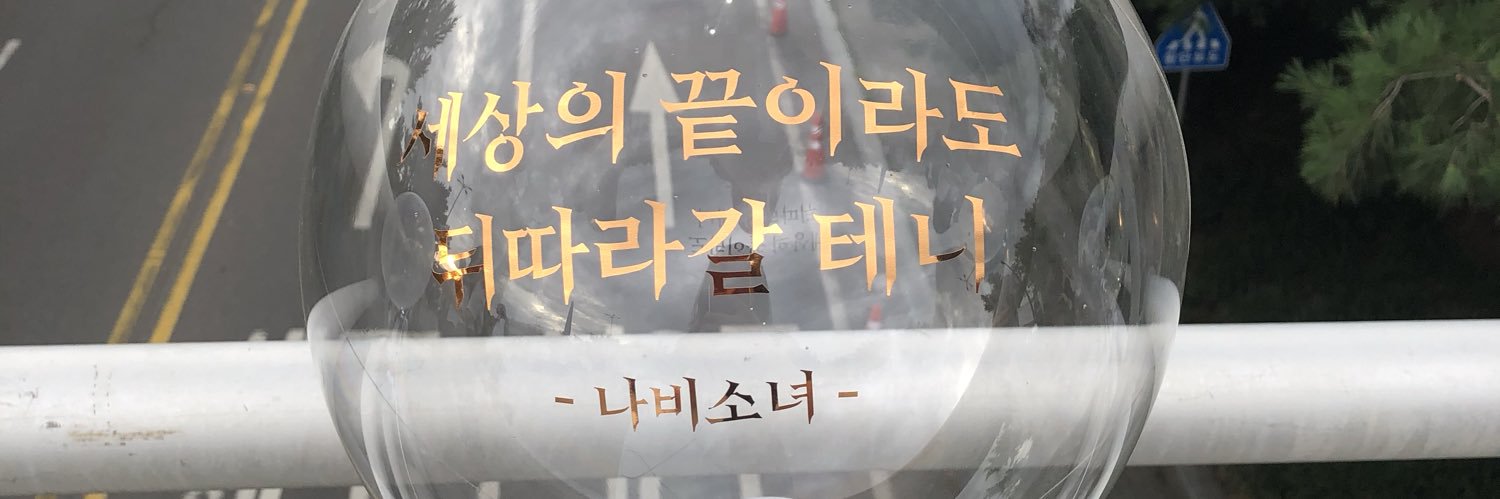 세상의 끝이라도
뒤따라갈 테니
- 나비소녀 -